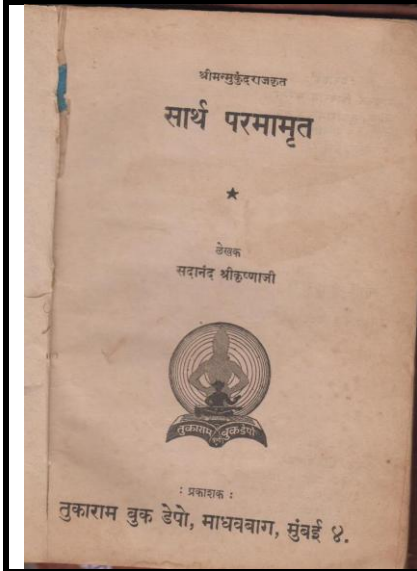 श्रीमन्मुकुंदराजकृत
सार्थ परमामृत
★
लेखक
सदानंद श्रीकृष्णाजी
तुकाराम बुकडेपो
: प्रकाशक :
तुकाराम बुक डेपो, माधवबाग, मुंबई ४.